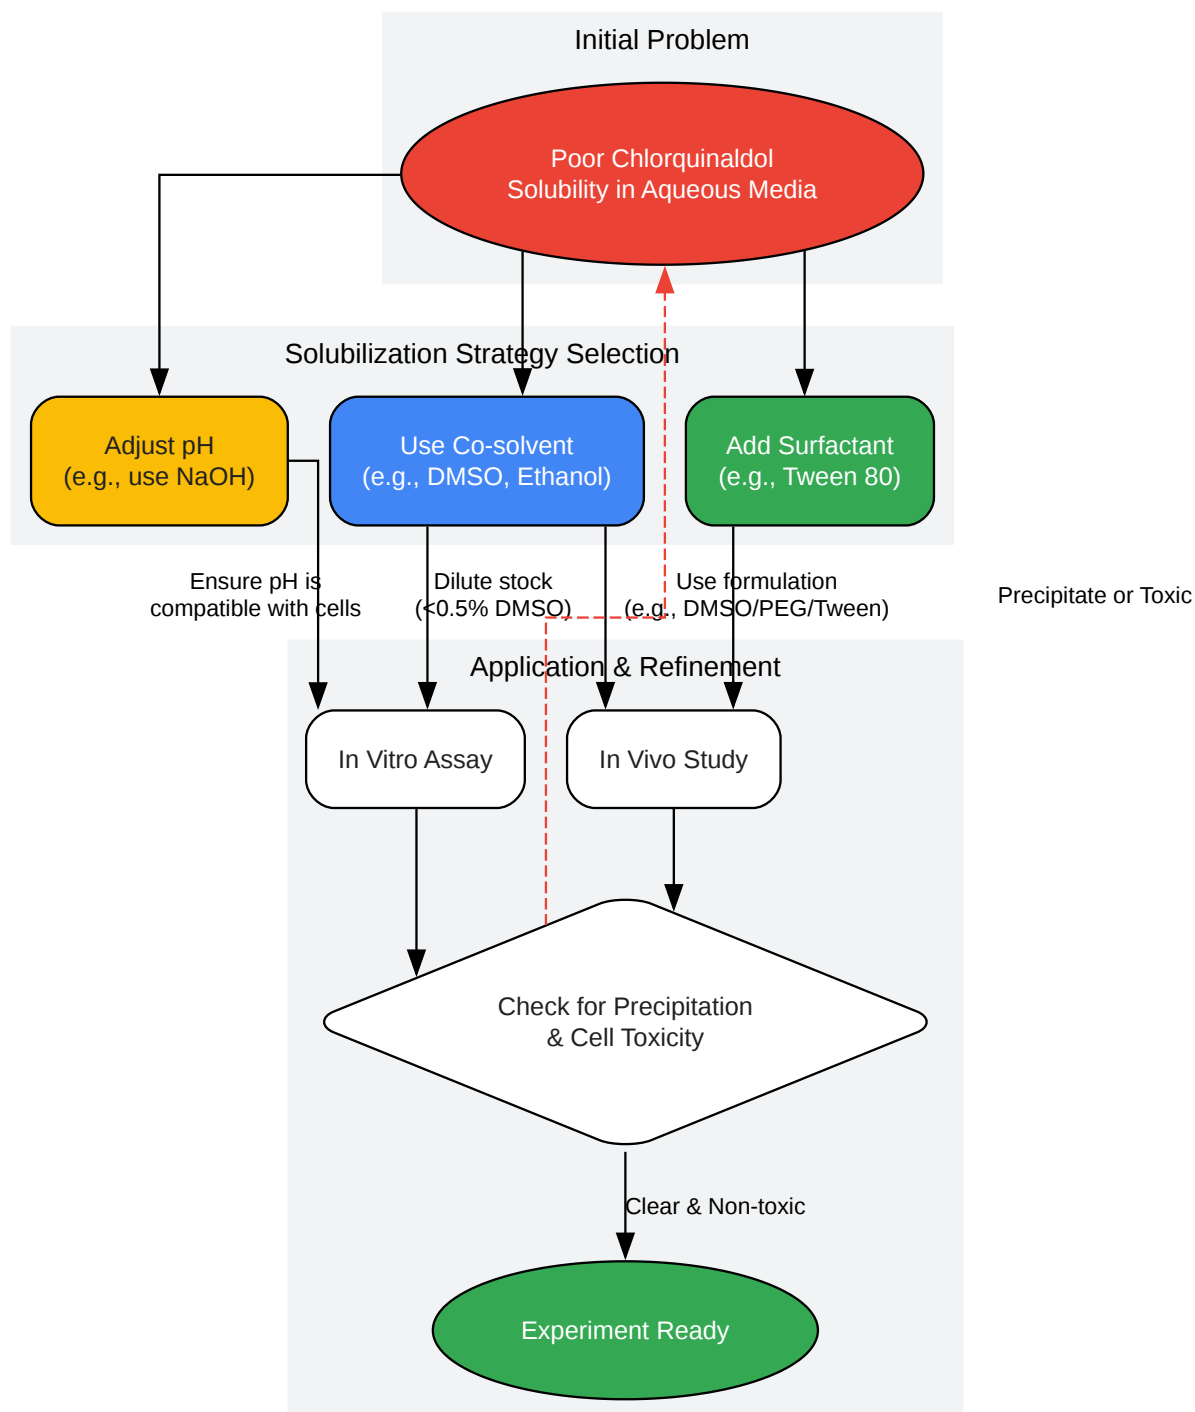 Initial Problem
Poor Chlorquinaldol
Solubility in Aqueous Media
Solubilization Strategy Selection
Adjust pH
(e.g., use NaOH)
Use Co-solvent
(e.g., DMSO, Ethanol)
Add Surfactant
(e.g., Tween 80)
Ensure pH is
compatible with cells
Dilute stock
(<0.5% DMSO)
Use formulation
(e.g., DMSO/PEG/Tween)
Precipitate or Toxic
Application & Refinement
In Vitro Assay
In Vivo Study
Check for Precipitation
& Cell Toxicity
Clear & Non-toxic
Experiment Ready